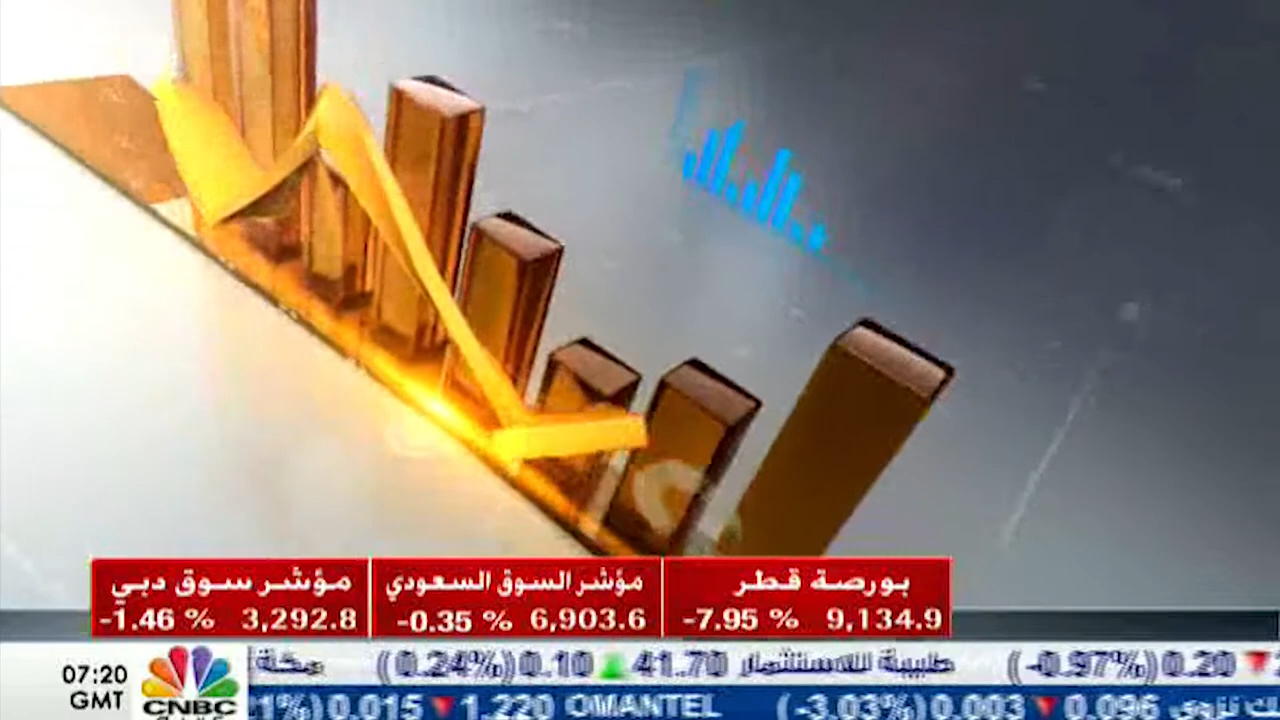 بورصة قطر
9,134.9 -7.95 %
مؤشر السوق السعودي
6,903.6 -0.35 %
مؤشر سوق دبي
3,292.8 -1.46 %
07:20
GMT
CNBC
(-0.97%) 0.20 طيبة للاستثمار 41.70 0.10 (0.24%) مكة
0.096 0.003 (-3.03%) OMANTEL 1.220 0.015